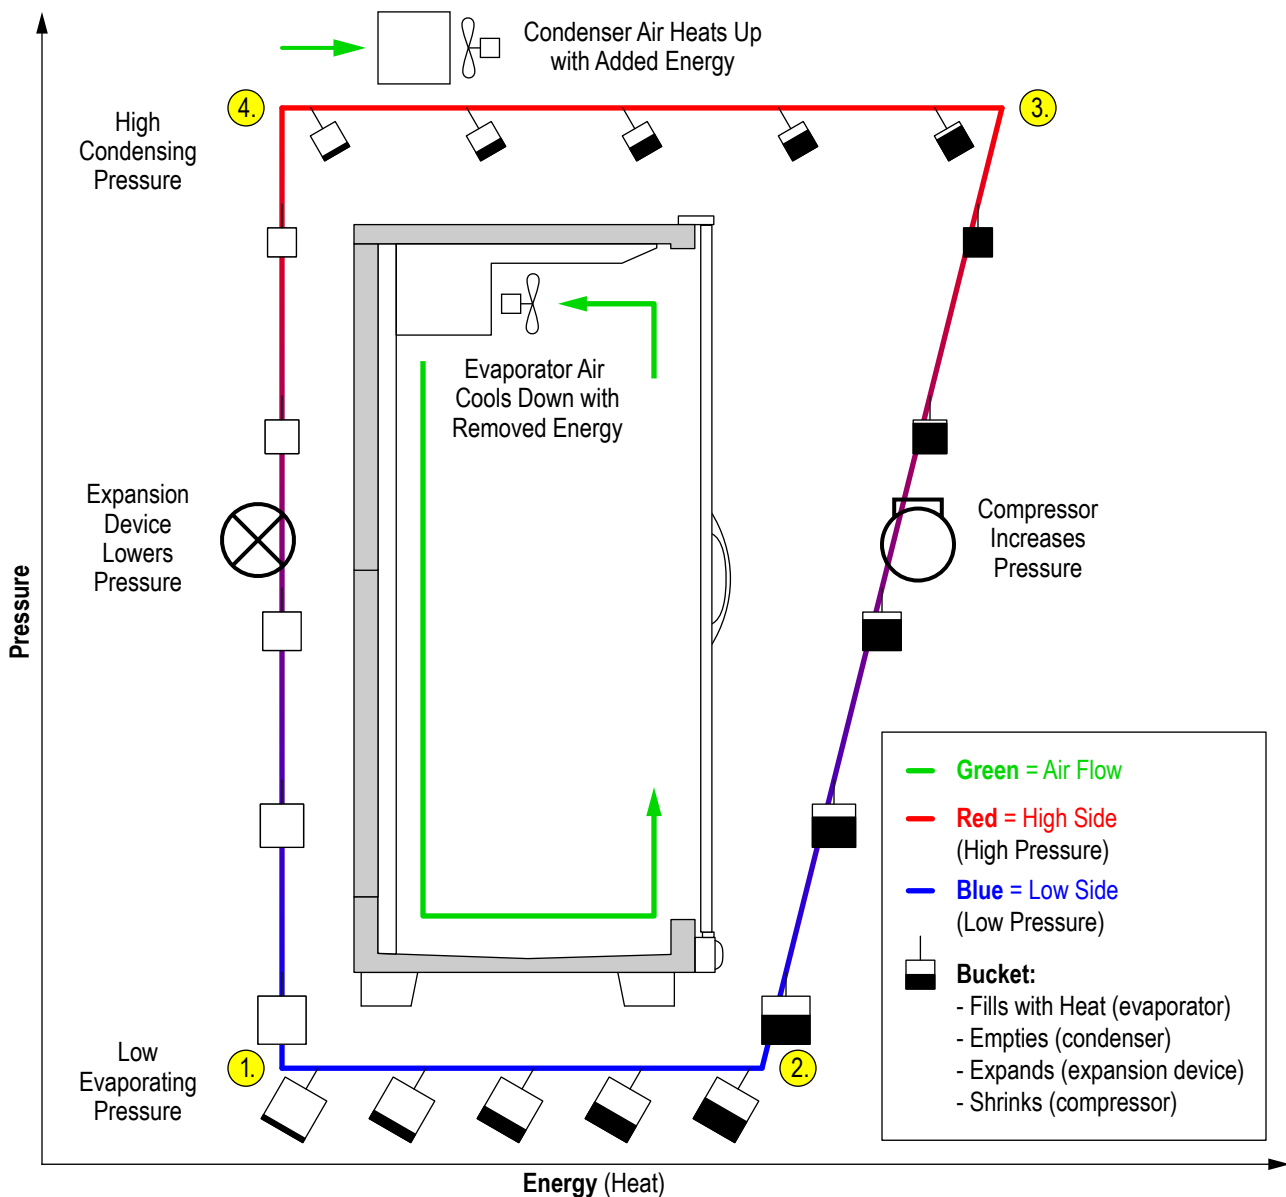 Condenser Air Heats Up
with Added Energy
4.
3.
High
Condensing
Pressure
Evaporator Air
Cools Down with
Removed Energy
Expansion
Device
Lowers
Pressure
Compressor
Increases
Pressure
Pressure
Green = Air Flow
Red = High Side
(High Pressure)
Blue = Low Side
(Low Pressure)
Bucket:
- Fills with Heat (evaporator)
- Empties (condenser)
- Expands (expansion device)
- Shrinks (compressor)
Low
Evaporating
Pressure
1.
2.
Energy (Heat)